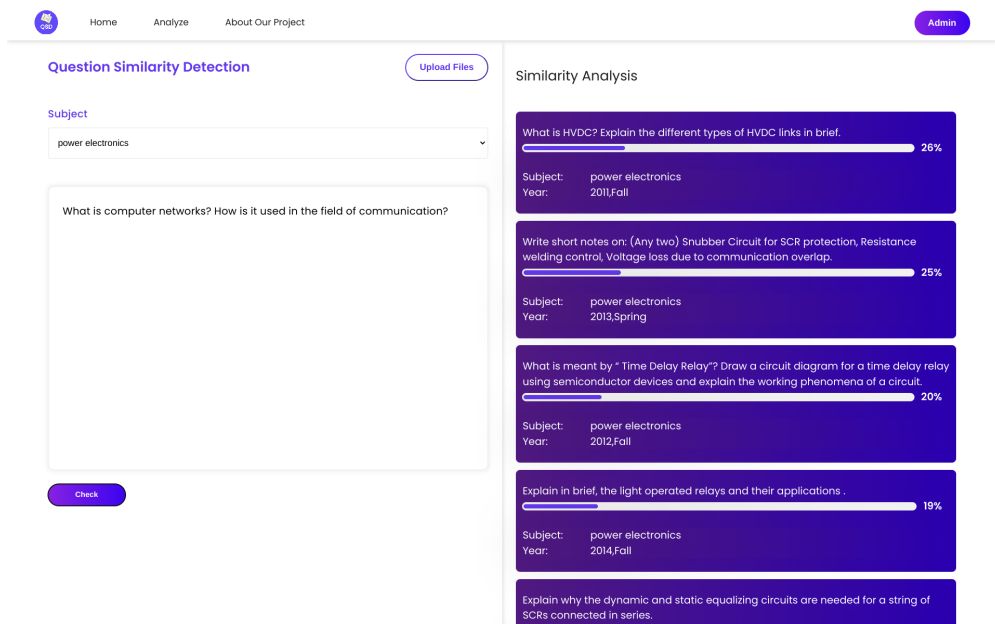 QSD
Home
Analyze
About Our Project
Admin
Question Similarity Detection
Upload Files
Subject
power electronics
What is computer networks? How is it used in the field of communication?
Check
Similarity Analysis
What is HVDC? Explain the different types of HVDC links in brief.
26%
Subject: power electronics
Year: 2011,Fall
Write short notes on: (Any two) Snubber Circuit for SCR protection, Resistance
welding control, Voltage loss due to communication overlap.
25%
Subject: power electronics
Year: 2013,Spring
What is meant by “ Time Delay Relay”? Draw a circuit diagram for a time delay relay
using semiconductor devices and explain the working phenomena of a circuit.
20%
Subject: power electronics
Year: 2012,Fall
Explain in brief, the light operated relays and their applications .
19%
Subject: power electronics
Year: 2014,Fall
Explain why the dynamic and static equalizing circuits are needed for a string of
SCRs connected in series.